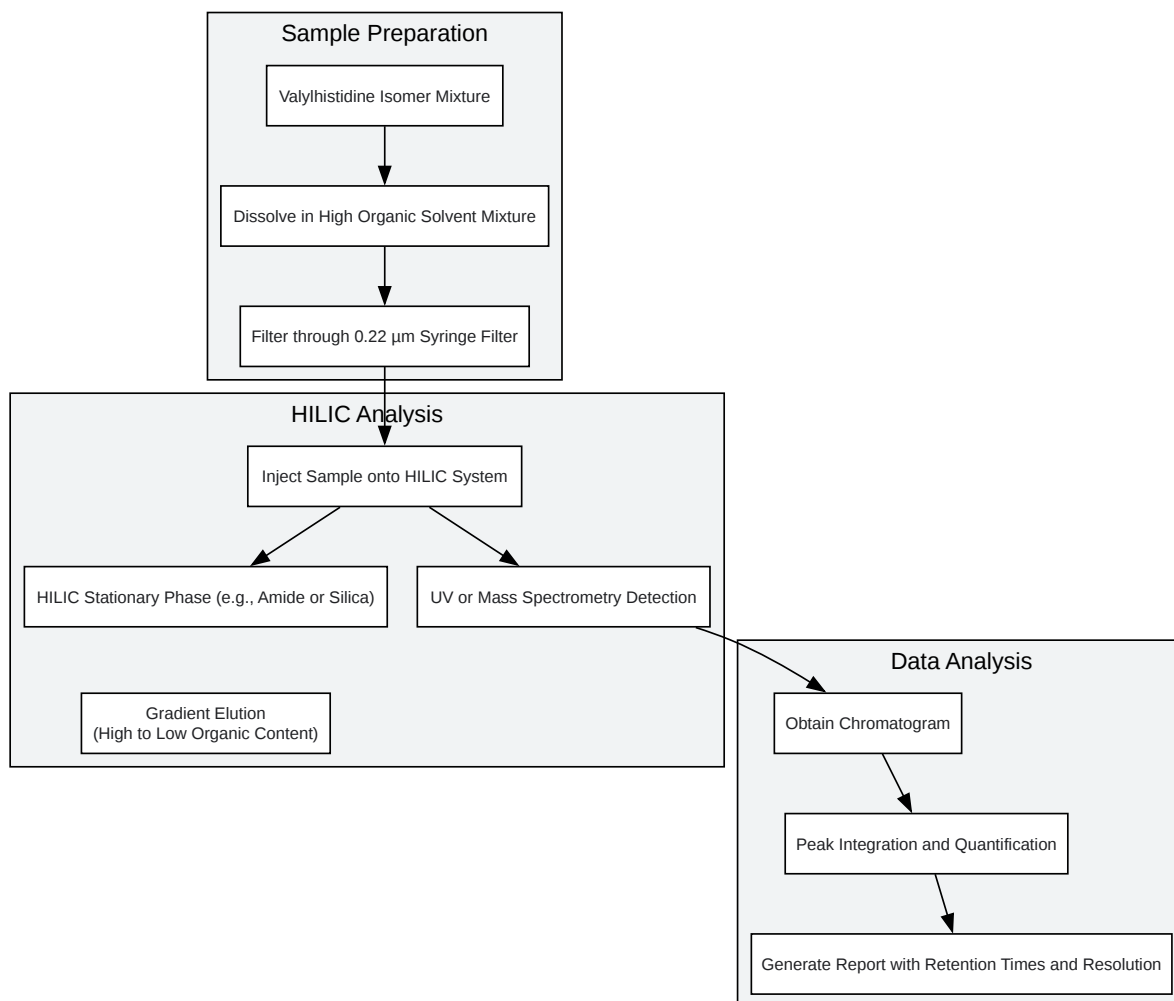 Sample Preparation
Valylhistidine Isomer Mixture
Dissolve in High Organic Solvent Mixture
Filter through 0.22 µm Syringe Filter
HILIC Analysis
Inject Sample onto HILIC System
HILIC Stationary Phase (e.g., Amide or Silica)
UV or Mass Spectrometry Detection
Gradient Elution
(High to Low Organic Content)
Data Analysis
Obtain Chromatogram
Peak Integration and Quantification
Generate Report with Retention Times and Resolution